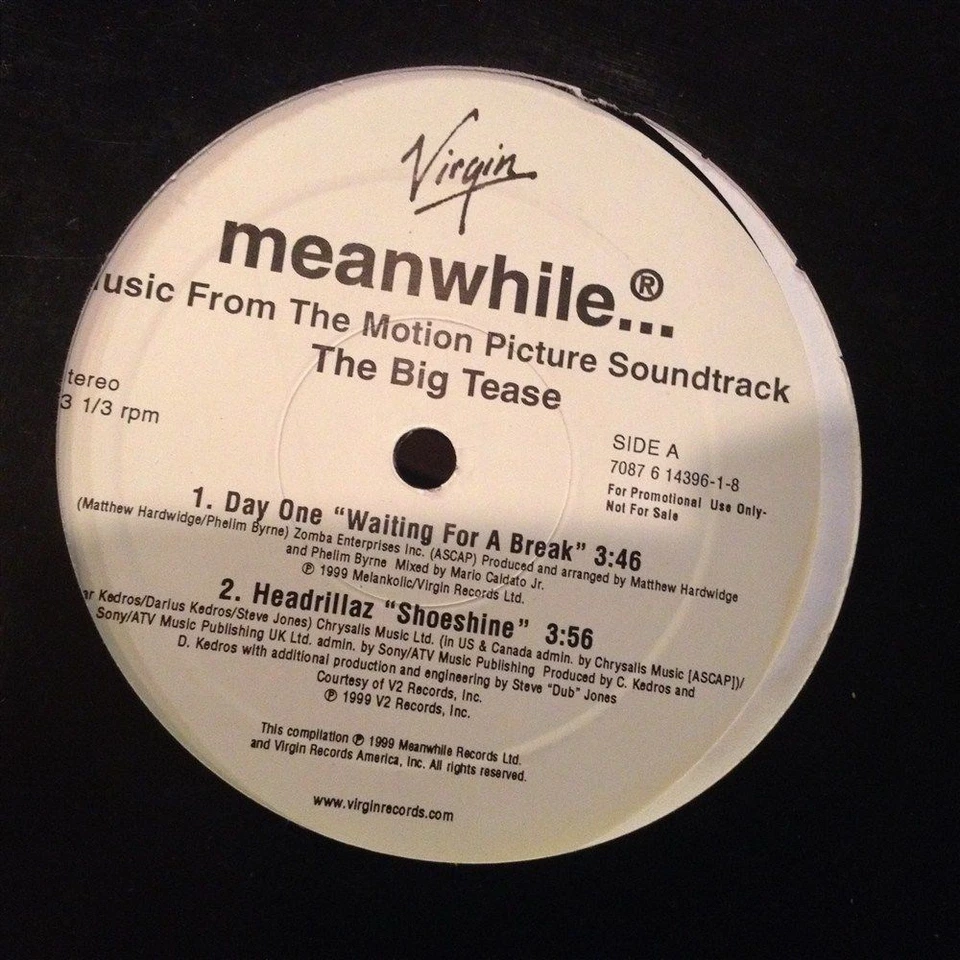 Virgin
meanwhile...®
usic From The Motion Picture Soundtrack
The Big Tease
tereo
3 1/3 rpm
SIDE A
7087 6 14396-1-8
For Promotional Use Only-
Not For Sale
1. Day One "Waiting For A Break" 3:46
(Matthew Hardwidge/Phelim Byrne) Zomba Enterprises Inc. (ASCAP) Produced and arranged by Matthew Hardwidge
and Phelim Byrne Mixed by Mario Caldato Jr.
℗ 1999 Melankolic/Virgin Records Ltd.
2. Headrillaz "Shoeshine" 3:56
ar Kedros/Darius Kedros/Steve Jones) Chrysalis Music Ltd. (in US & Canada admin. by Chrysalis Music [ASCAP])/
Sony/ATV Music Publishing UK Ltd. admin. by Sony/ATV Music Publishing Produced by C. Kedros and
D. Kedros with additional production and engineering by Steve "Dub" Jones
Courtesy of V2 Records, Inc.
℗ 1999 V2 Records, Inc.
This compilation ℗ 1999 Meanwhile Records Ltd.
and Virgin Records America, Inc. All rights reserved.
www.virginrecords.com